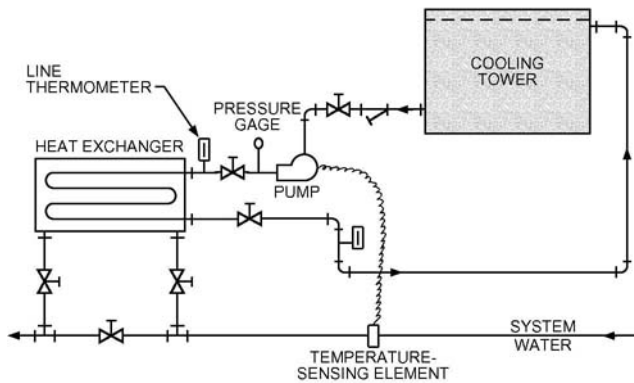 LINE
THERMOMETER
PRESSURE
GAGE
COOLING
TOWER
HEAT EXCHANGER
PUMP
SYSTEM
WATER
TEMPERATURE-
SENSING ELEMENT